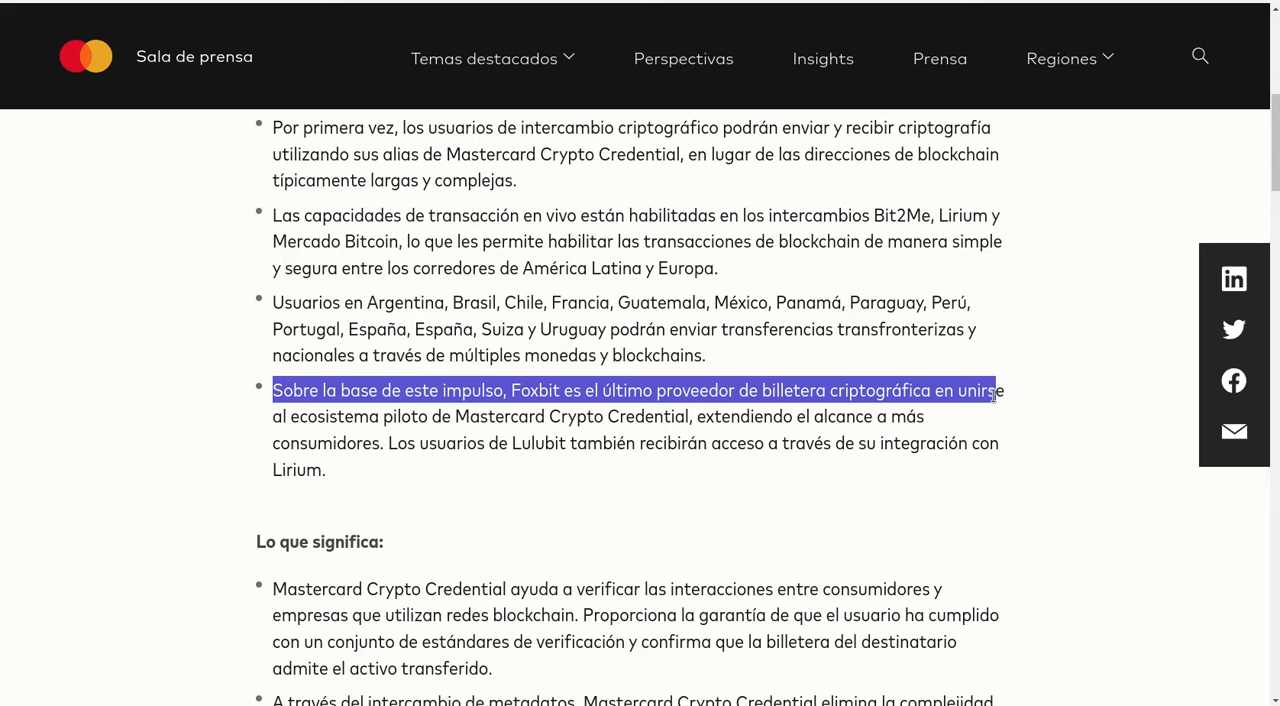 Sala de prensa
Temas destacados
Perspectivas
Insights
Prensa
Regiones
Por primera vez, los usuarios de intercambio criptográfico podrán enviar y recibir criptografía
utilizando sus alias de Mastercard Crypto Credential, en lugar de las direcciones de blockchain
típicamente largas y complejas.
Las capacidades de transacción en vivo están habilitadas en los intercambios Bit2Me, Lirium y
Mercado Bitcoin, lo que les permite habilitar las transacciones de blockchain de manera simple
y segura entre los corredores de América Latina y Europa.
Usuarios en Argentina, Brasil, Chile, Francia, Guatemala, México, Panamá, Paraguay, Perú,
Portugal, España, España, Suiza y Uruguay podrán enviar transferencias transfronterizas y
nacionales a través de múltiples monedas y blockchains.
Sobre la base de este impulso, Foxbit es el último proveedor de billetera criptográfica en unirse
al ecosistema piloto de Mastercard Crypto Credential, extendiendo el alcance a más
consumidores. Los usuarios de Lulubit también recibirán acceso a través de su integración con
Lirium.
Lo que significa:
Mastercard Crypto Credential ayuda a verificar las interacciones entre consumidores y
empresas que utilizan redes blockchain. Proporciona la garantía de que el usuario ha cumplido
con un conjunto de estándares de verificación y confirma que la billetera del destinatario
admite el activo transferido.
A través del intercambio de metadatos, Mastercard Crypto Credential elimina la complejidad